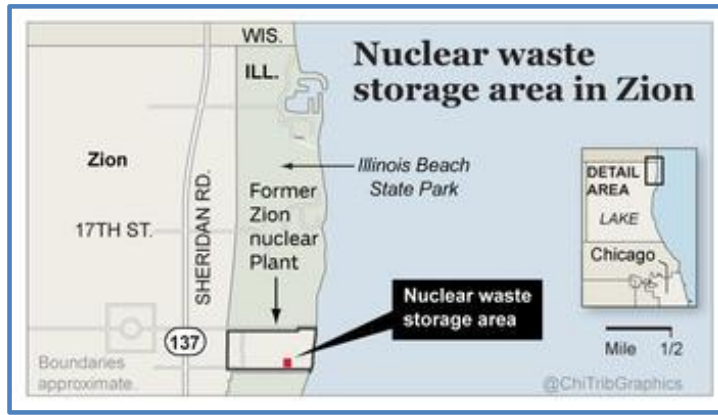 WIS.
ILL.
Nuclear waste
storage area in Zion
Zion
Illinois Beach
State Park
17TH ST.
SHERIDAN RD.
Former
Zion
nuclear
Plant
Nuclear waste
storage area
137
Boundaries
approximate.
DETAIL
AREA
LAKE
Chicago
Mile 1/2
@ChiTribGraphics